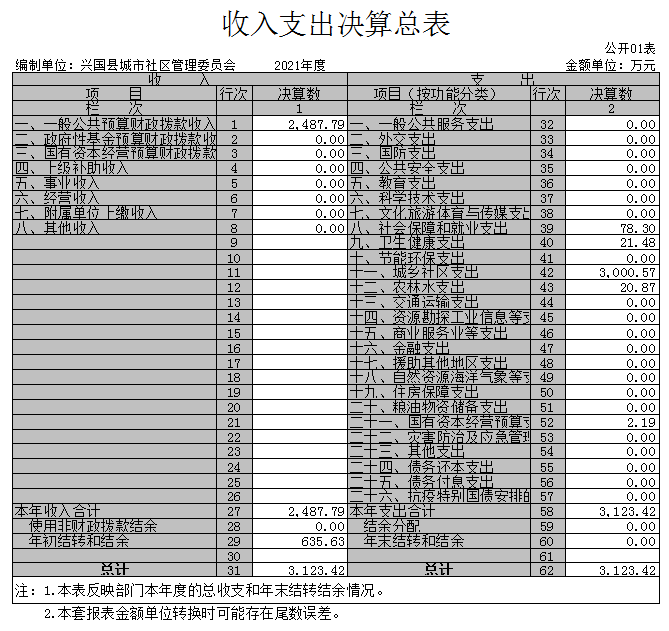 收入支出决算总表
公开01表
编制单位：兴国县城市社区管理委员会 2021年度 金额单位：万元
收 入 支 出
项 目 行次 决算数 项目（按功能分类） 行次 决算数
栏 次 1 栏 次 2
一、一般公共预算财政拨款收入 1 2,487.79 一、一般公共服务支出 32 0.00
二、政府性基金预算财政拨款收 2 0.00 二、外交支出 33 0.00
三、国有资本经营预算财政拨款 3 0.00 三、国防支出 34 0.00
四、上级补助收入 4 0.00 四、公共安全支出 35 0.00
五、事业收入 5 0.00 五、教育支出 36 0.00
六、经营收入 6 0.00 六、科学技术支出 37 0.00
七、附属单位上缴收入 7 0.00 七、文化旅游体育与传媒支出 38 0.00
八、其他收入 8 0.00 八、社会保障和就业支出 39 78.30
9 九、卫生健康支出 40 21.48
10 十、节能环保支出 41 0.00
11 十一、城乡社区支出 42 3,000.57
12 十二、农林水支出 43 20.87
13 十三、交通运输支出 44 0.00
14 十四、资源勘探工业信息等支 45 0.00
15 十五、商业服务业等支出 46 0.00
16 十六、金融支出 47 0.00
17 十七、援助其他地区支出 48 0.00
18 十八、自然资源海洋气象等支 49 0.00
19 十九、住房保障支出 50 0.00
20 二十、粮油物资储备支出 51 0.00
21 二十一、国有资本经营预算支 52 2.19
22 二十二、灾害防治及应急管理 53 0.00
23 二十三、其他支出 54 0.00
24 二十四、债务还本支出 55 0.00
25 二十五、债务付息支出 56 0.00
26 二十六、抗疫特别国债安排的 57 0.00
本年收入合计 27 2,487.79 本年支出合计 58 3,123.42
使用非财政拨款结余 28 0.00 结余分配 59 0.00
年初结转和结余 29 635.63 年末结转和结余 60 0.00
30 61
总计 31 3,123.42 总计 62 3,123.42
注：1.本表反映部门本年度的总收支和年末结转结余情况。
2.本套报表金额单位转换时可能存在尾数误差。